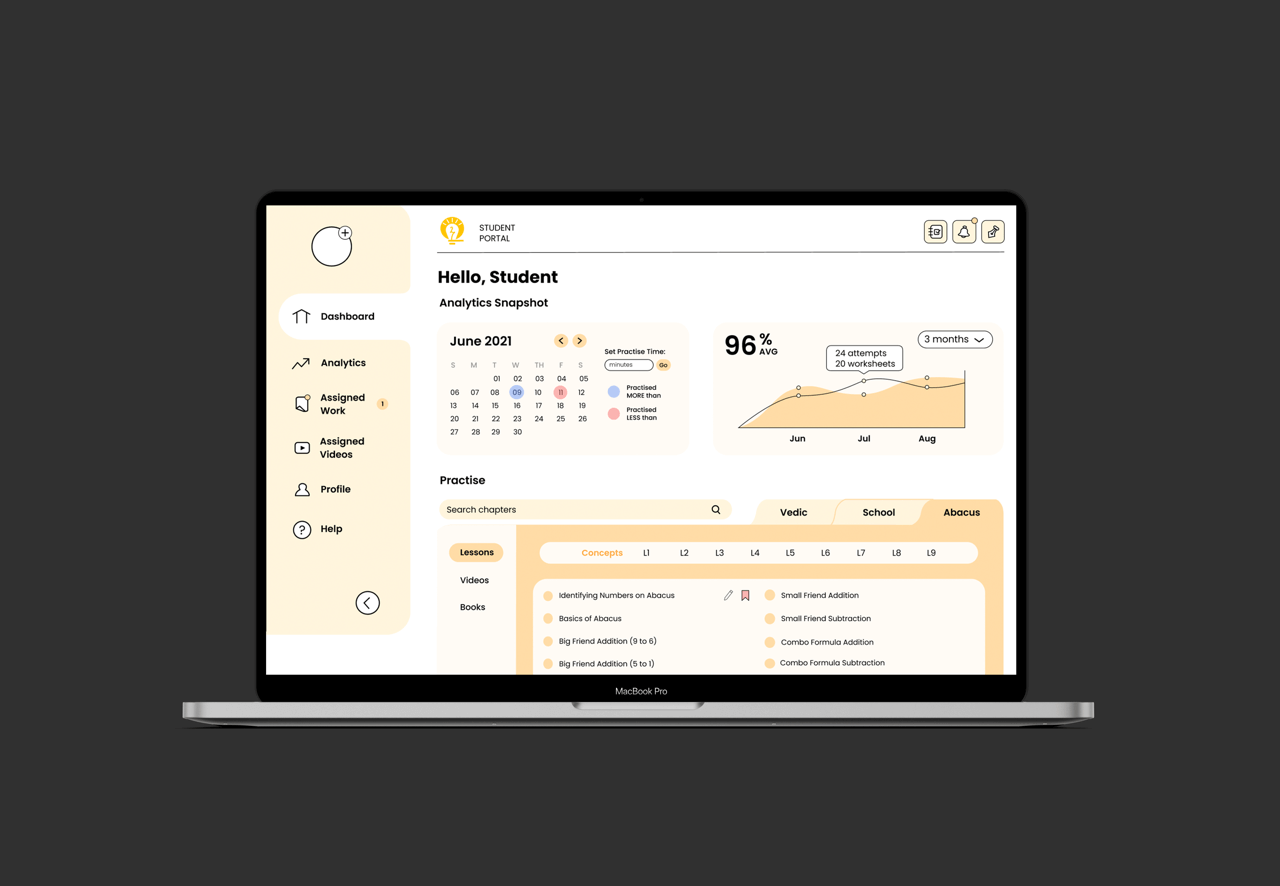 STUDENT
PORTAL
Dashboard
Analytics
Assigned
Work
1
Assigned
Videos
Profile
Help
Hello, Student
Analytics Snapshot
June 2021
S M T W TH F S
01 02 03 04 05
06 07 08 09 10 11 12
13 14 15 16 17 18 19
20 21 22 23 24 25 26
27 28 29 30
Set Practise Time:
minutes
Go
Practised
MORE than
Practised
LESS than
96 % AVG
3 months
24 attempts
20 worksheets
Jun Jul Aug
Practise
Search chapters
Vedic School Abacus
Lessons
Videos
Books
Concepts L1 L2 L3 L4 L5 L6 L7 L8 L9
Identifying Numbers on Abacus
Basics of Abacus
Big Friend Addition (9 to 6)
Big Friend Addition (5 to 1)
Small Friend Addition
Small Friend Subtraction
Combo Formula Addition
Combo Formula Subtraction
MacBook Pro